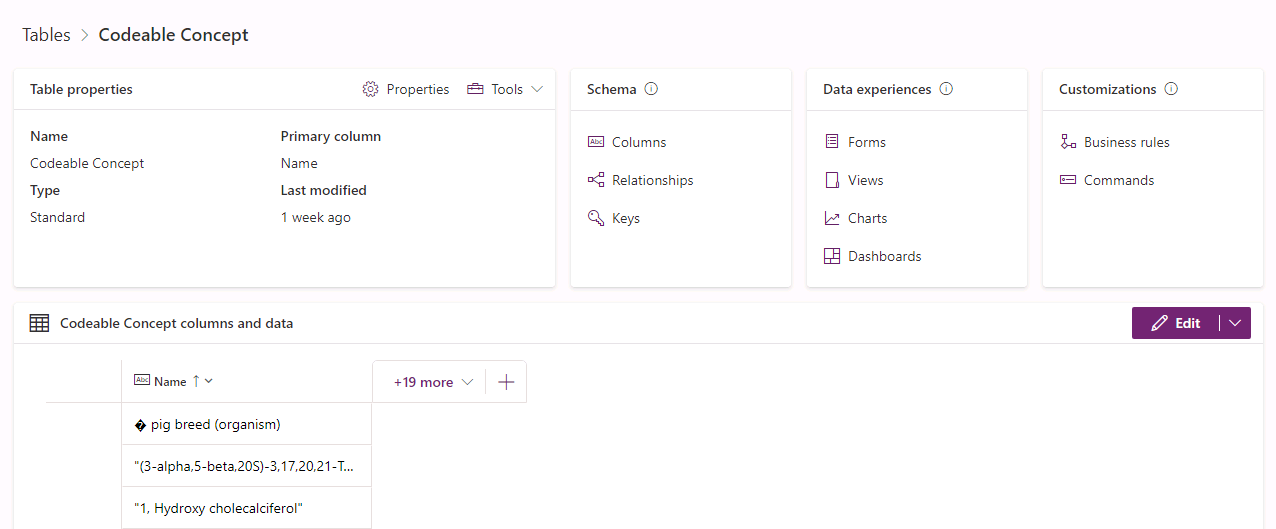 Tables > Codeable Concept
Table properties
Properties
Tools
Name
Primary column
Codeable Concept
Name
Type
Last modified
Standard
1 week ago
Schema
Columns
Relationships
Keys
Data experiences
Forms
Views
Charts
Dashboards
Customizations
Business rules
Commands
Codeable Concept columns and data
Edit
Abc Name ↑
+19 more
+
� pig breed (organism)
"(3-alpha,5-beta,20S)-3,17,20,21-T...
"1, Hydroxy cholecalciferol"